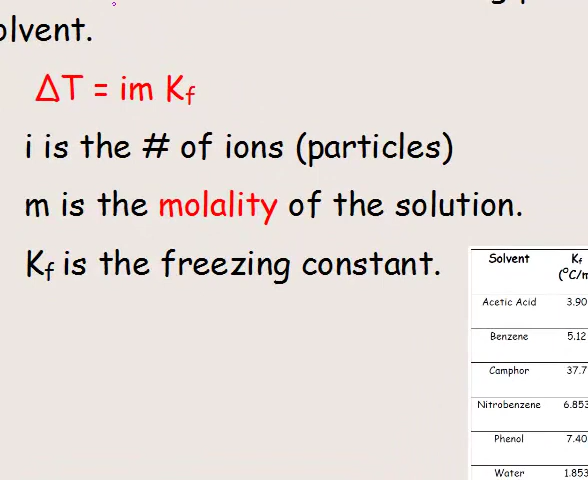 olvent.
ΔT = im Kf
i is the # of ions (particles)
m is the molality of the solution.
Kf is the freezing constant.
Solvent Kf
(°C/m
Acetic Acid 3.90
Benzene 5.12
Camphor 37.7
Nitrobenzene 6.853
Phenol 7.40
Water 1.853